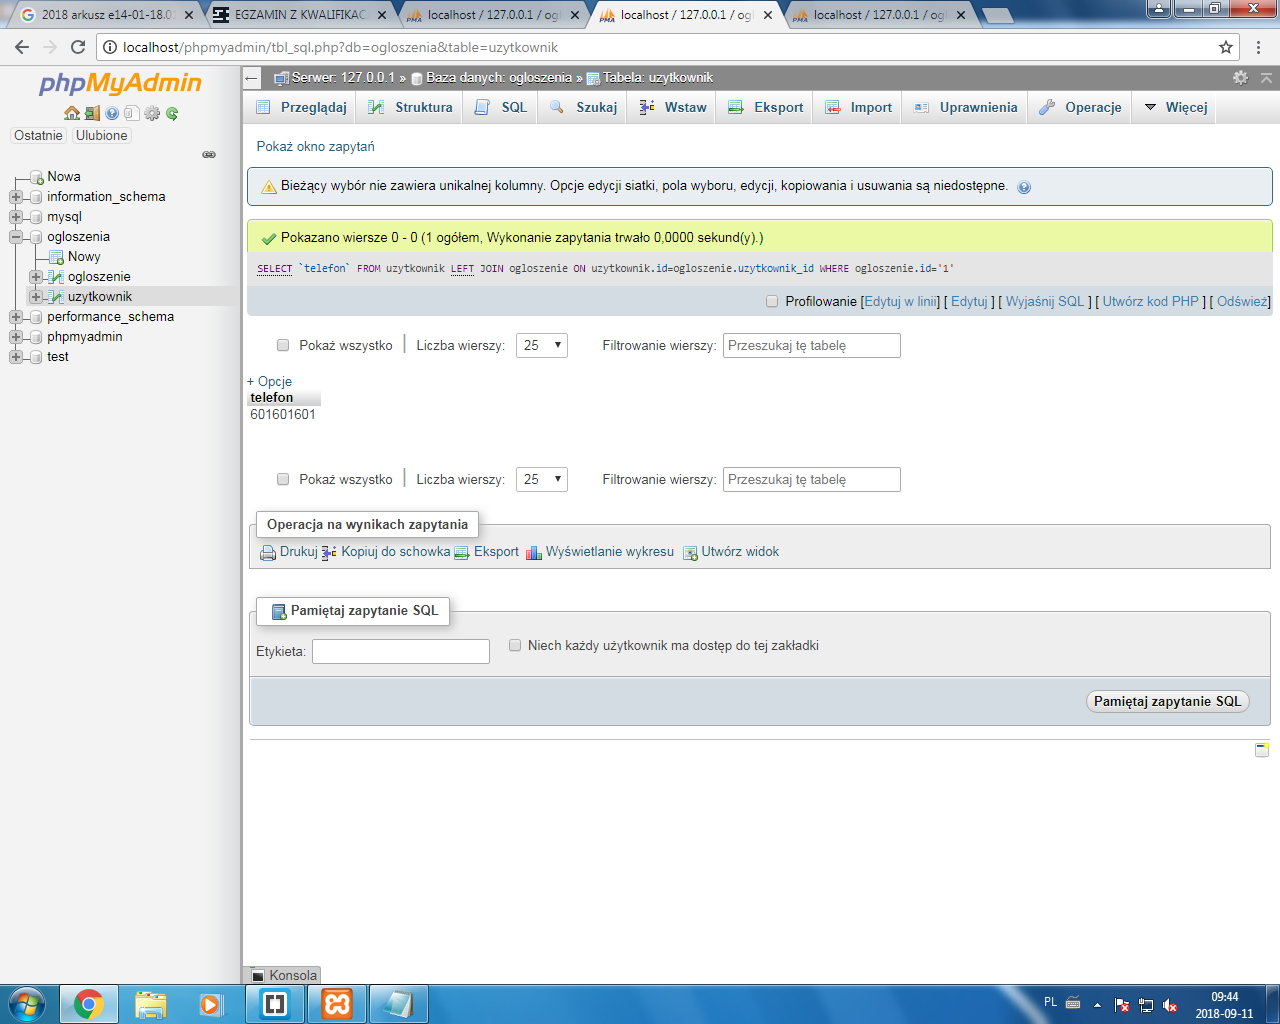 2018 arkusz e14-01-18.01
EGZAMIN Z KWALIFIKAC
localhost / 127.0.0.1 / ogl
localhost / 127.0.0.1 / ogl
localhost / 127.0.0.1 / ogl
localhost/phpmyadmin/tbl_sql.php?db=ogloszenia&table=uzytkownik
phpMyAdmin
Ostatnie Ulubione
Nowa
information_schema
mysql
ogloszenia
Nowy
ogloszenie
uzytkownik
performance_schema
phpmyadmin
test
Serwer: 127.0.0.1 » Baza danych: ogloszenia » Tabela: uzytkownik
Przeglądaj Struktura SQL Szukaj Wstaw Eksport Import Uprawnienia Operacje Więcej
Pokaż okno zapytań
Bieżący wybór nie zawiera unikalnej kolumny. Opcje edycji siatki, pola wyboru, edycji, kopiowania i usuwania są niedostępne.
Pokazano wiersze 0 - 0 (1 ogółem, Wykonanie zapytania trwało 0,0000 sekund(y).)
SELECT `telefon` FROM uzytkownik LEFT JOIN ogloszenie ON uzytkownik.id=ogloszenie.uzytkownik_id WHERE ogloszenie.id='1'
Profilowanie [Edytuj w linii] [ Edytuj ] [ Wyjaśnij SQL ] [ Utwórz kod PHP ] [ Odśwież]
Pokaż wszystko Liczba wierszy: 25 Filtrowanie wierszy: Przeszukaj tę tabelę
+ Opcje
telefon
601601601
Pokaż wszystko Liczba wierszy: 25 Filtrowanie wierszy: Przeszukaj tę tabelę
Operacja na wynikach zapytania
Drukuj Kopiuj do schowka Eksport Wyświetlanie wykresu Utwórz widok
Pamiętaj zapytanie SQL
Etykieta: Niech każdy użytkownik ma dostęp do tej zakładki
Pamiętaj zapytanie SQL
Konsola
PL 09:44
2018-09-11